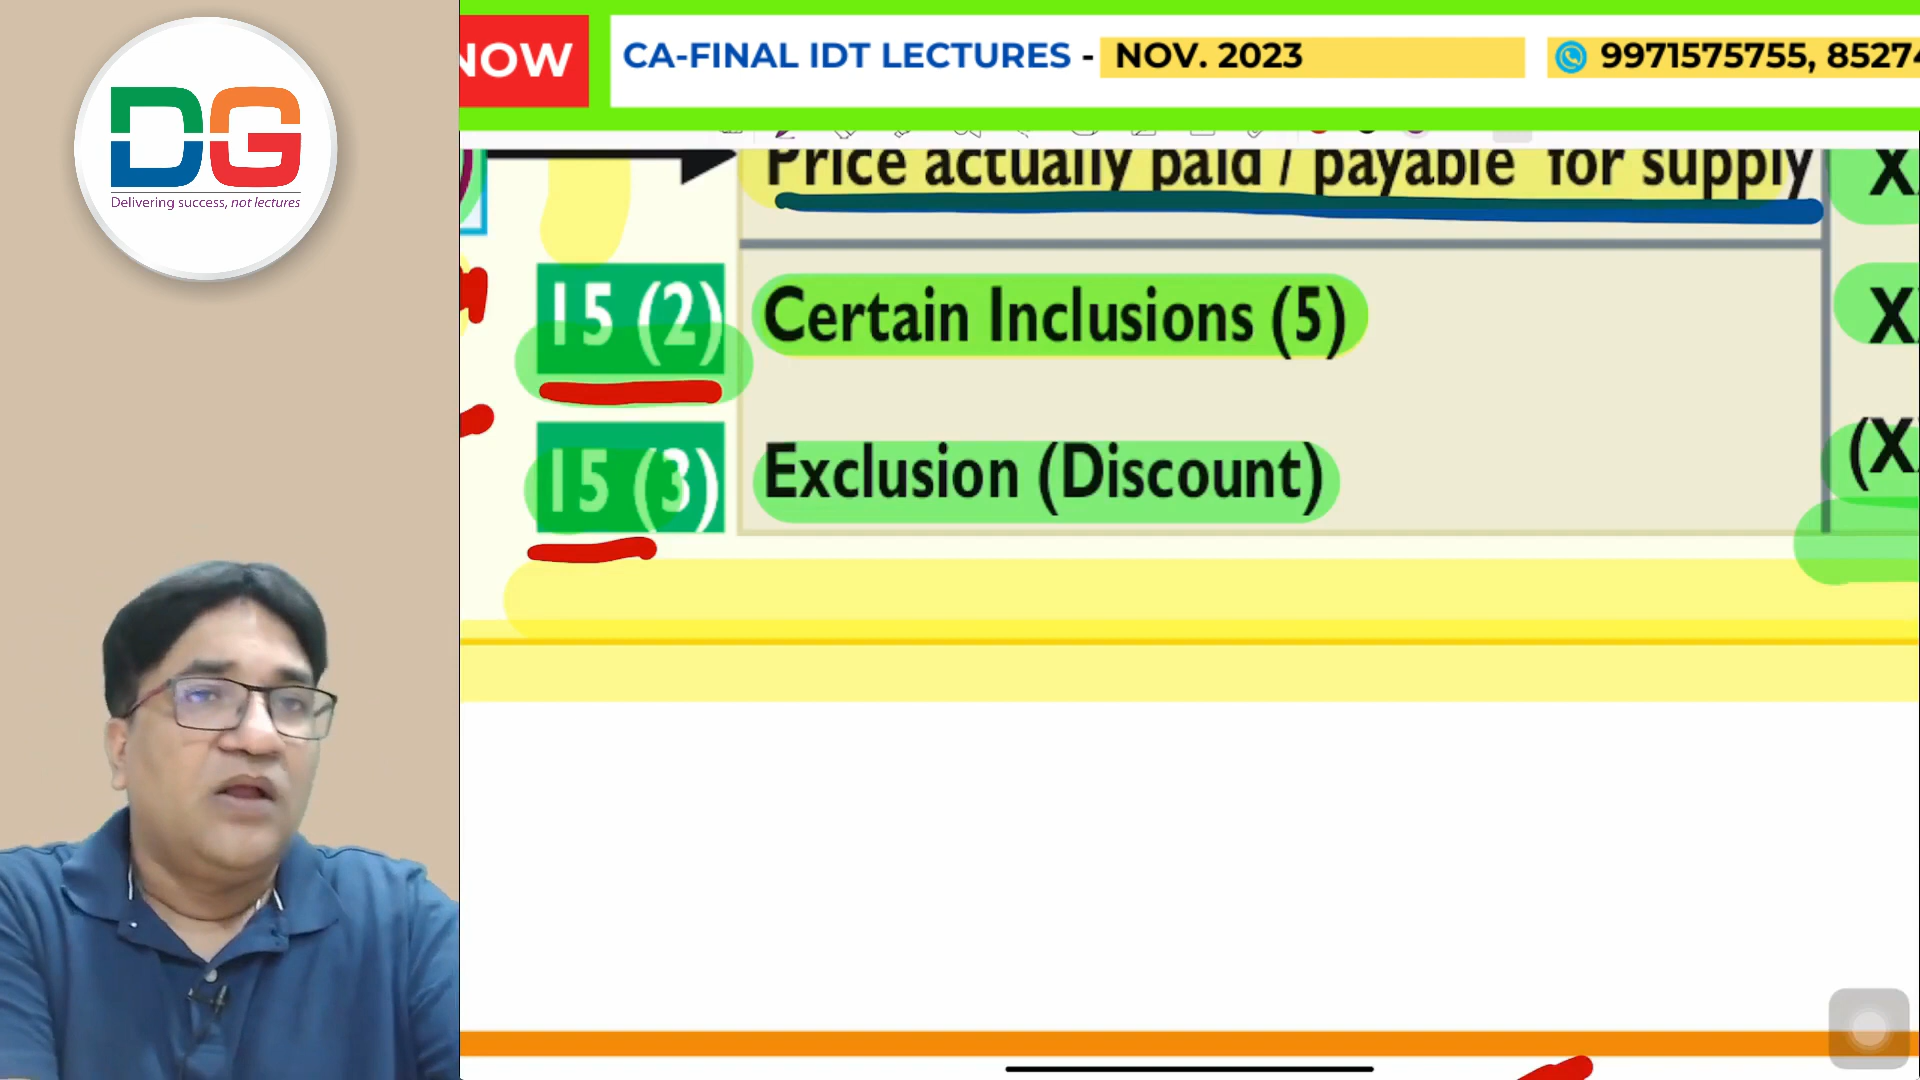 DG
Delivering success, not lectures
NOW
CA-FINAL IDT LECTURES - NOV. 2023
9971575755, 8527
Price actually paid / payable for supply
15 (2) Certain Inclusions (5)
15 (3) Exclusion (Discount)